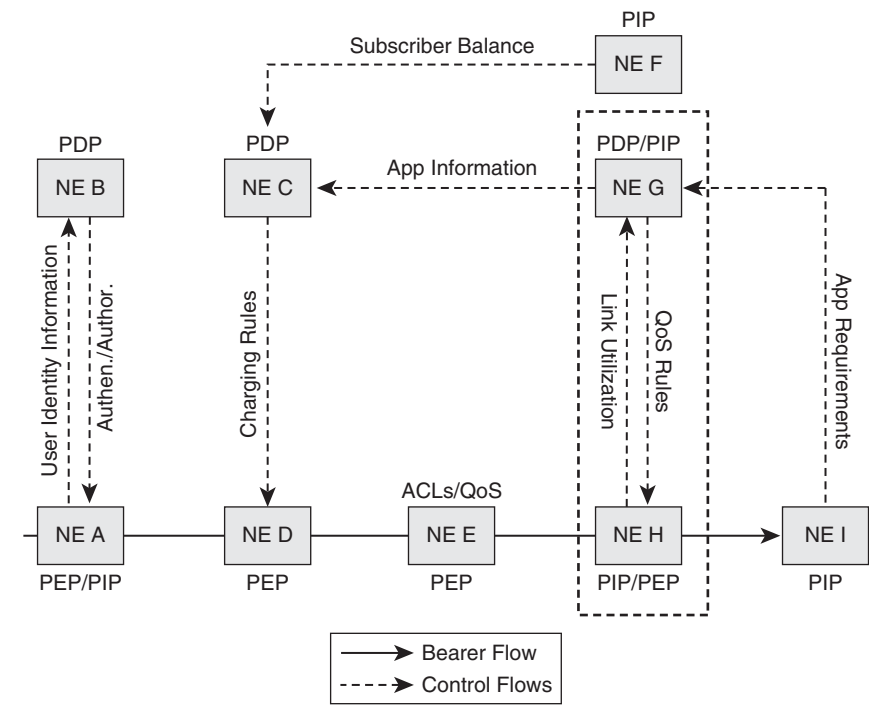 PIP
Subscriber Balance
NE F
PDP
PDP
PDP/PIP
App Information
NE B
NE C
NE G
User Identity Information
Authen./Author.
Charging Rules
Link Utilization
QoS Rules
App Requirements
ACLs/QoS
NE A
NE D
NE E
NE H
NE I
PEP/PIP
PEP
PEP
PIP/PEP
PIP
Bearer Flow
Control Flows